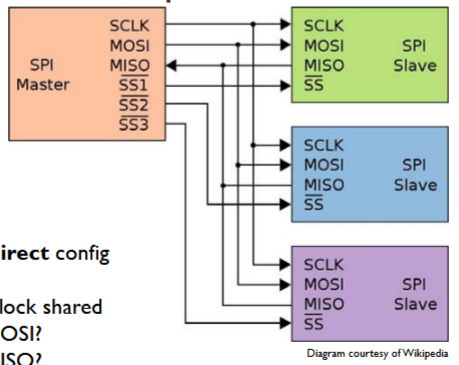 SPI
Master
SCLK
MOSI
MISO
SS1
SS2
SS3
SCLK
MOSI
MISO
SS
SPI
Slave
SCLK
MOSI
MISO
SS
SPI
Slave
SCLK
MOSI
MISO
SS
SPI
Slave
irect config
lock shared
OSI?
ISO?
Diagram courtesy of Wikipedia